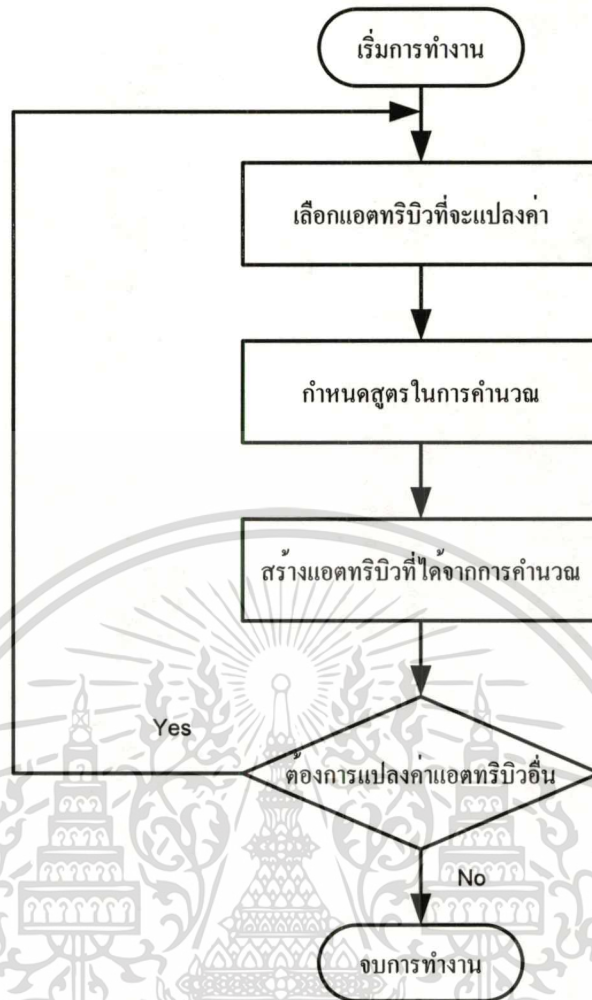 เริ่มการทำงาน
เลือกแอตทริบิวที่จะแปลงค่า
กำหนดสูตรในการคำนวณ
สร้างแอตทริบิวที่ได้จากการคำนวณ
Yes
ต้องการแปลงค่าแอตทริบิวอื่น
No
จบการทำงาน